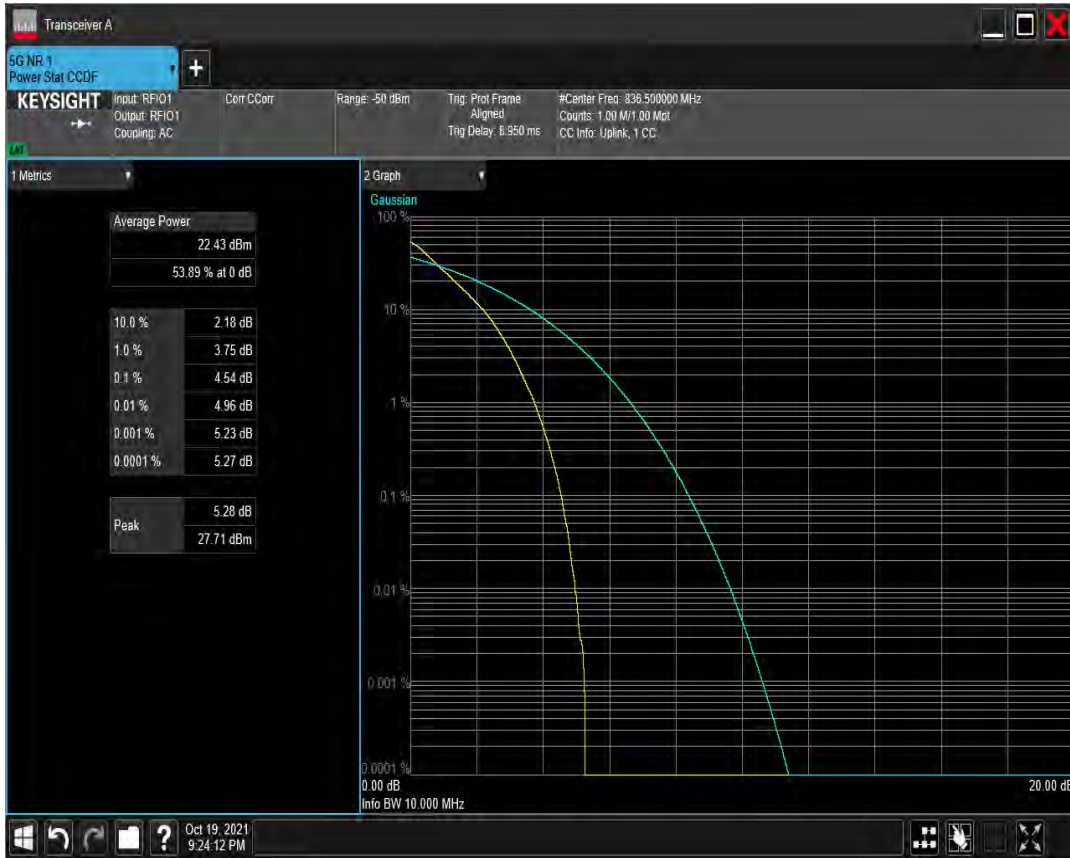 Transceiver A
5G NR 1
Power Stat CCDF
+
KEYSIGHT
Input: RFIO1
Output: RFIO1
Coupling: AC
Corr CCorr
Range: -50 dBm
Trig: Prot Frame
Aligned
Trig Delay: 8.950 ms
#Center Freq: 836.500000 MHz
Counts: 1.00 M/1.00 Mpt
CC Info: Uplink, 1 CC
1 Metrics
Average Power
22.43 dBm
53.89 % at 0 dB
10.0 % 2.18 dB
1.0 % 3.75 dB
0.1 % 4.54 dB
0.01 % 4.96 dB
0.001 % 5.23 dB
0.0001 % 5.27 dB
Peak
5.28 dB
27.71 dBm
2 Graph
Gaussian
100 %
10 %
1 %
0.1 %
0.01 %
0.001 %
0.0001 %
0.00 dB 20.00 dB
Info BW 10.000 MHz
?
Oct 19, 2021
9:24:12 PM